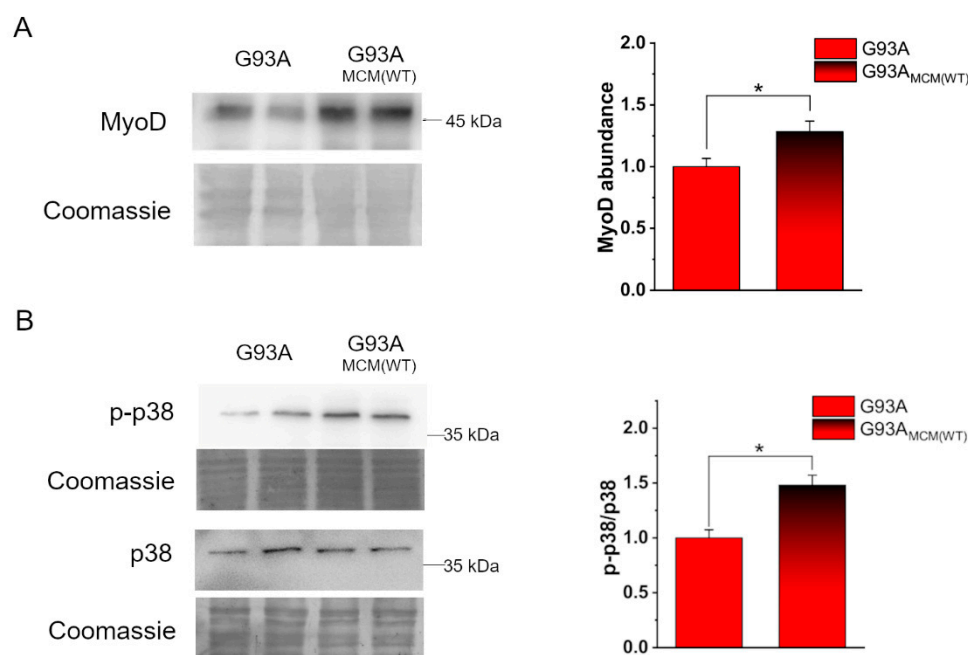 A
G93A G93A
MCM(WT)
MyoD
45 kDa
Coomassie
2.0
1.5
1.0
0.5
0.0
MyoD abundance
*
G93A
G93AMCM(WT)
B
G93A G93A
MCM(WT)
p-p38
35 kDa
Coomassie
p38
35 kDa
Coomassie
2.0
1.5
1.0
0.5
0.0
p-p38/p38
*
G93A
G93AMCM(WT)